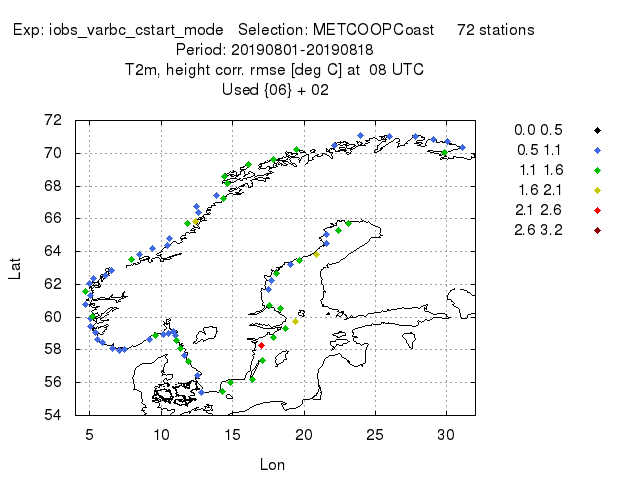 Exp: iobs_varbc_cstart_mode Selection: METCOOPCoast 72 stations
Period: 20190801-20190818
T2m, height corr. rmse [deg C] at 08 UTC
Used {06} + 02
72
70
68
66
64
62
60
58
56
54
Lat
5 10 15 20 25 30
Lon
0.0 0.5
0.5 1.1
1.1 1.6
1.6 2.1
2.1 2.6
2.6 3.2